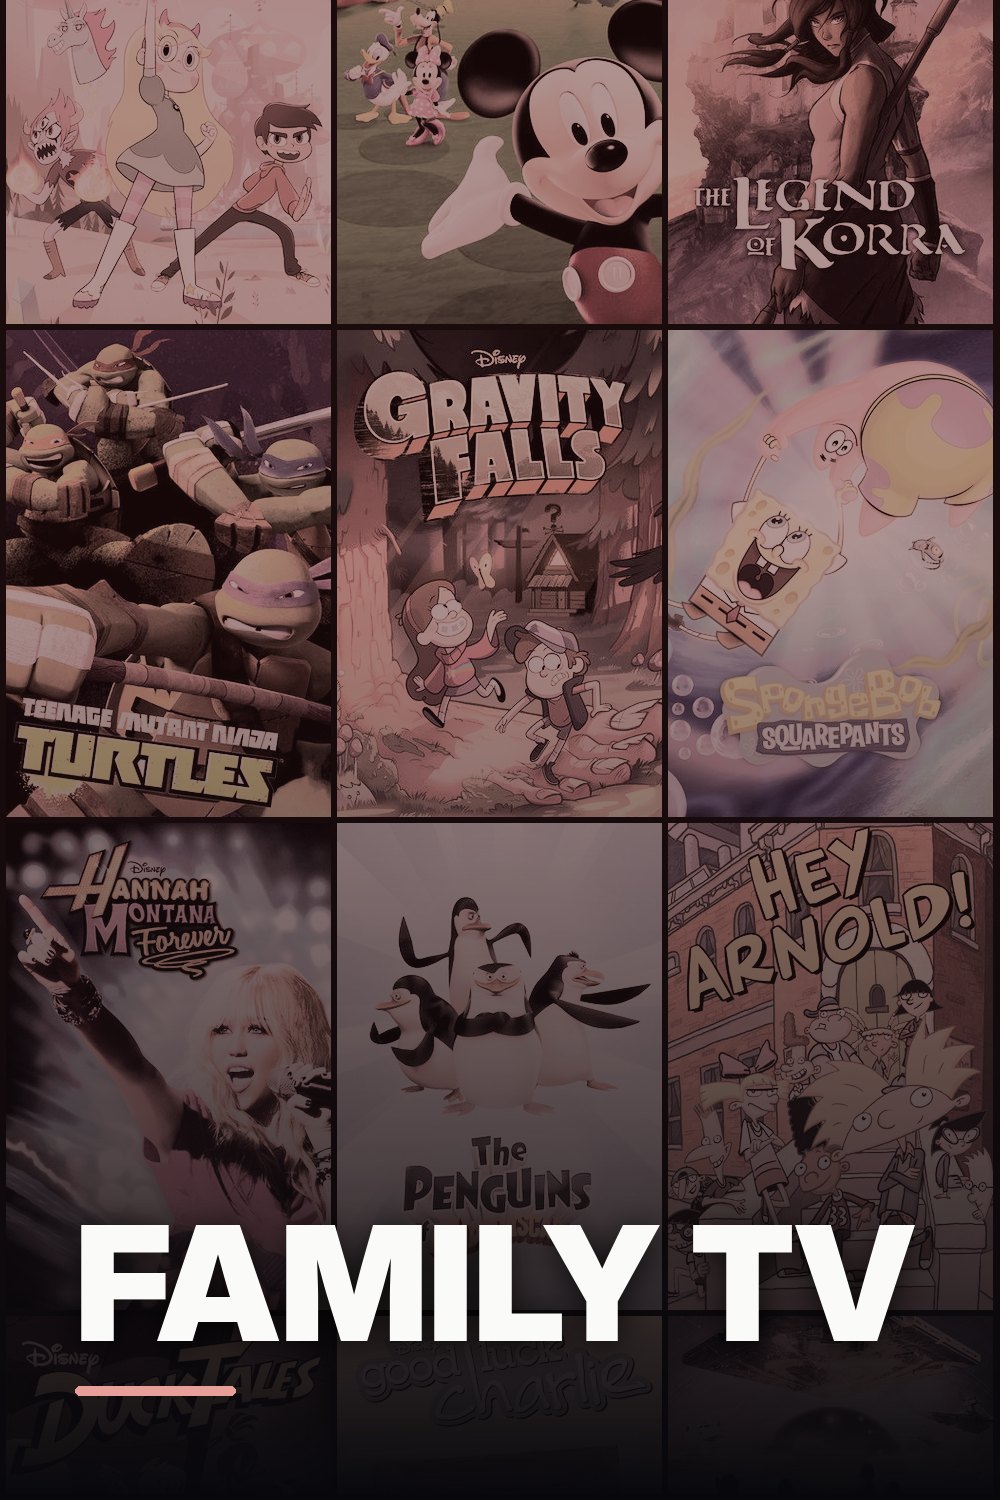 THE LEGEND
OF KORRA
DISNEY
GRAVITY
FALLS
TEENAGE MUTANT NINJA
TURTLES
SPONGEBOB
SQUAREPANTS
DISNEY
HANNAH
MONTANA
Forever
The
PENGUINS
HEY
ARNOLD!
FAMILY TV
DISNEY
DUCKTALES
good luck
charlie